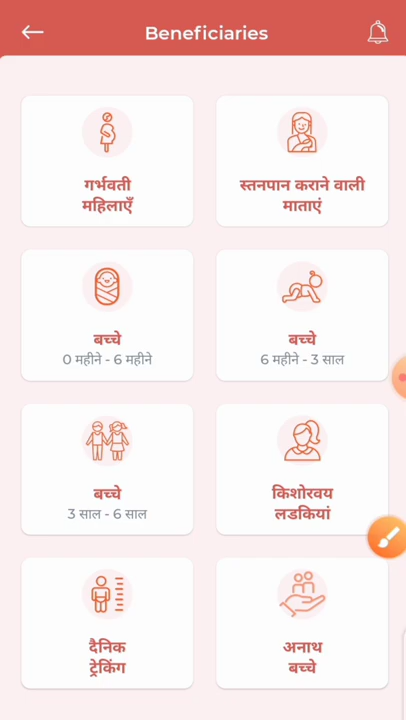 Beneficiaries
गर्भवती
महिलाएँ
स्तनपान कराने वाली
माताएं
बच्चे
0 महीने - 6 महीने
बच्चे
6 महीने - 3 साल
बच्चे
3 साल - 6 साल
किशोरवय
लडकियां
दैनिक
ट्रेकिंग
अनाथ
बच्चे